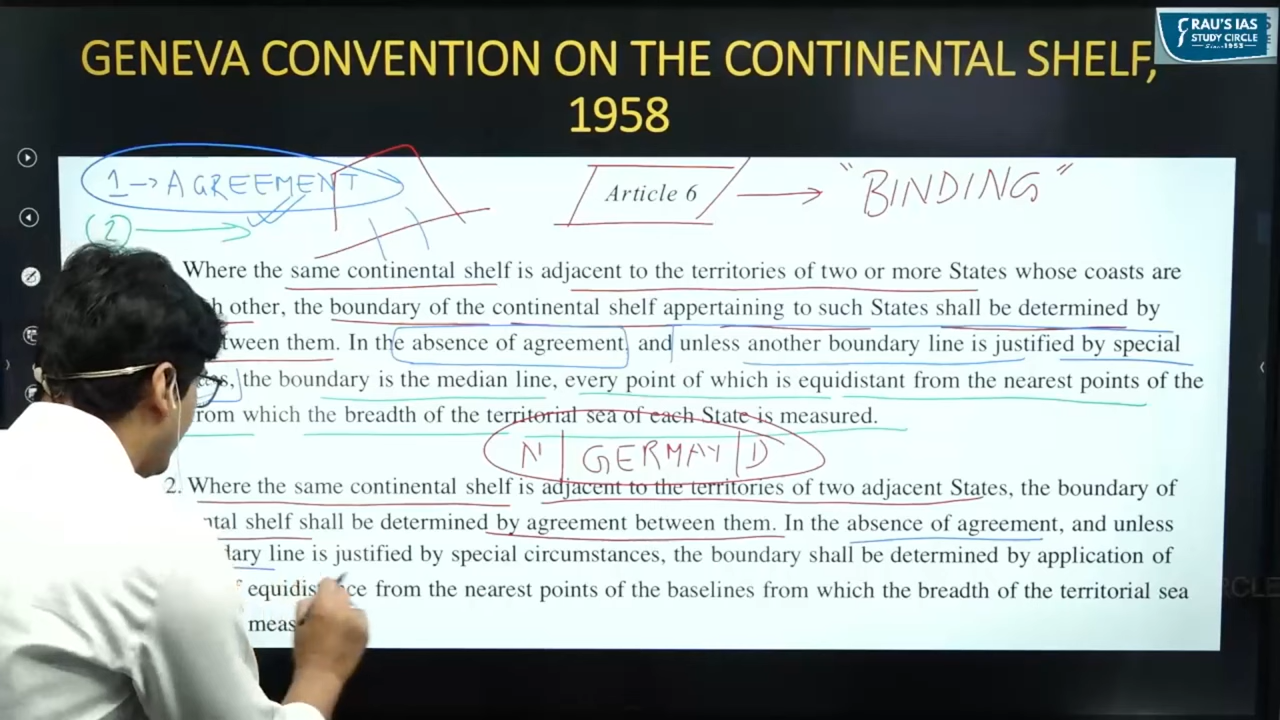 RAU'S IAS
STUDY CIRCLE
Since 1953
GENEVA CONVENTION ON THE CONTINENTAL SHELF,
1958
1 → AGREEMENT
Article 6 → "BINDING"
(2) →
Where the same continental shelf is adjacent to the territories of two or more States whose coasts are
other, the boundary of the continental shelf appertaining to such States shall be determined by
tween them. In the absence of agreement, and unless another boundary line is justified by special
the boundary is the median line, every point of which is equidistant from the nearest points of the
from which the breadth of the territorial sea of each State is measured.
N | GERMAY | D
2. Where the same continental shelf is adjacent to the territories of two adjacent States, the boundary of
ntal shelf shall be determined by agreement between them. In the absence of agreement, and unless
dary line is justified by special circumstances, the boundary shall be determined by application of
equidistance from the nearest points of the baselines from which the breadth of the territorial sea
meas